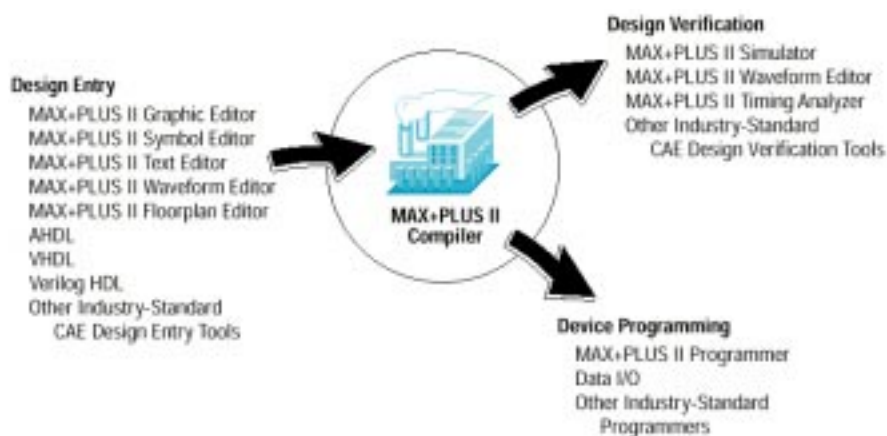 Design Entry
MAX+PLUS II Graphic Editor
MAX+PLUS II Symbol Editor
MAX+PLUS II Text Editor
MAX+PLUS II Waveform Editor
MAX+PLUS II Floorplan Editor
AHDL
VHDL
Verilog HDL
Other Industry-Standard
CAE Design Entry Tools
MAX+PLUS II
Compiler
Design Verification
MAX+PLUS II Simulator
MAX+PLUS II Waveform Editor
MAX+PLUS II Timing Analyzer
Other Industry-Standard
CAE Design Verification Tools
Device Programming
MAX+PLUS II Programmer
Data I/O
Other Industry-Standard
Programmers